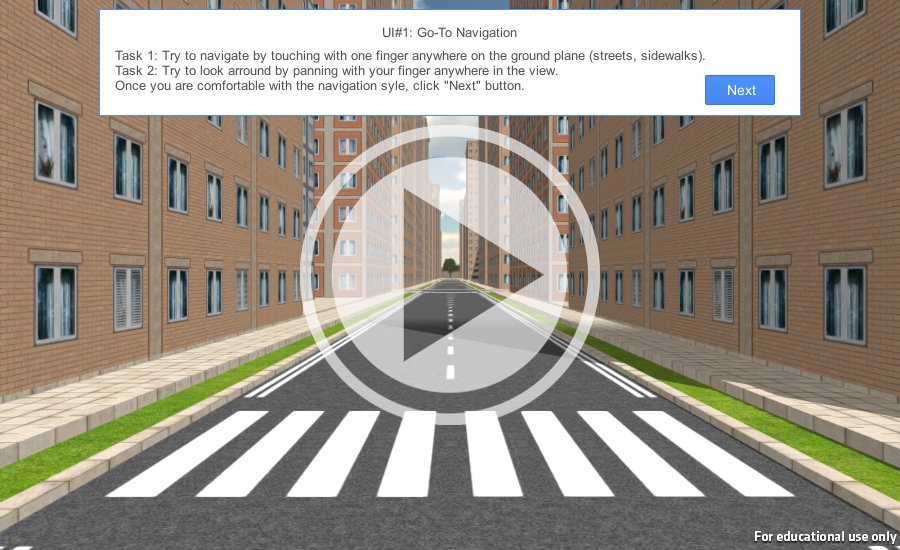 UI#1: Go-To Navigation
Task 1: Try to navigate by touching with one finger anywhere on the ground plane (streets, sidewalks).
Task 2: Try to look arround by panning with your finger anywhere in the view.
Once you are comfortable with the navigation syle, click "Next" button.
Next
For educational use only